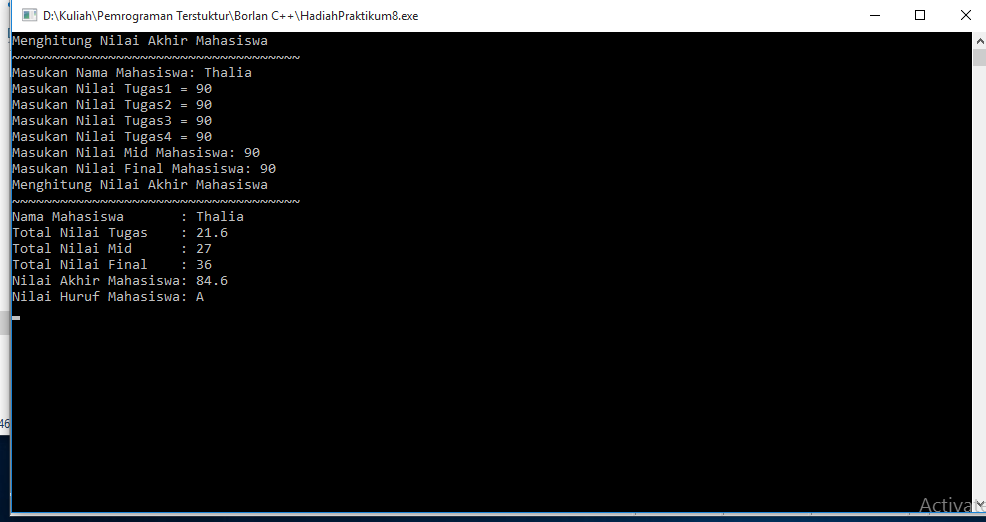 D:\Kuliah\Pemrograman Terstuktur\Borlan C++\HadiahPraktikum8.exe
Menghitung Nilai Akhir Mahasiswa
~~~~~~~~~~~~~~~~~~~~~~~~~~~~~~~~~~~~
Masukan Nama Mahasiswa: Thalia
Masukan Nilai Tugas1 = 90
Masukan Nilai Tugas2 = 90
Masukan Nilai Tugas3 = 90
Masukan Nilai Tugas4 = 90
Masukan Nilai Mid Mahasiswa: 90
Masukan Nilai Final Mahasiswa: 90
Menghitung Nilai Akhir Mahasiswa
~~~~~~~~~~~~~~~~~~~~~~~~~~~~~~~~~~~~
Nama Mahasiswa       : Thalia
Total Nilai Tugas    : 21.6
Total Nilai Mid      : 27
Total Nilai Final    : 36
Nilai Akhir Mahasiswa: 84.6
Nilai Huruf Mahasiswa: A
46